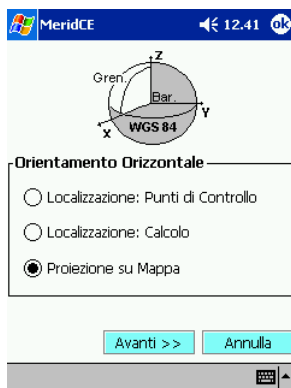 MeridCE 12.41 ok
Z
Gren.
Bar.
Y
X
WGS 84
Orientamento Orizzontale
Localizzazione: Punti di Controllo
Localizzazione: Calcolo
Proiezione su Mappa
Avanti >> Annulla